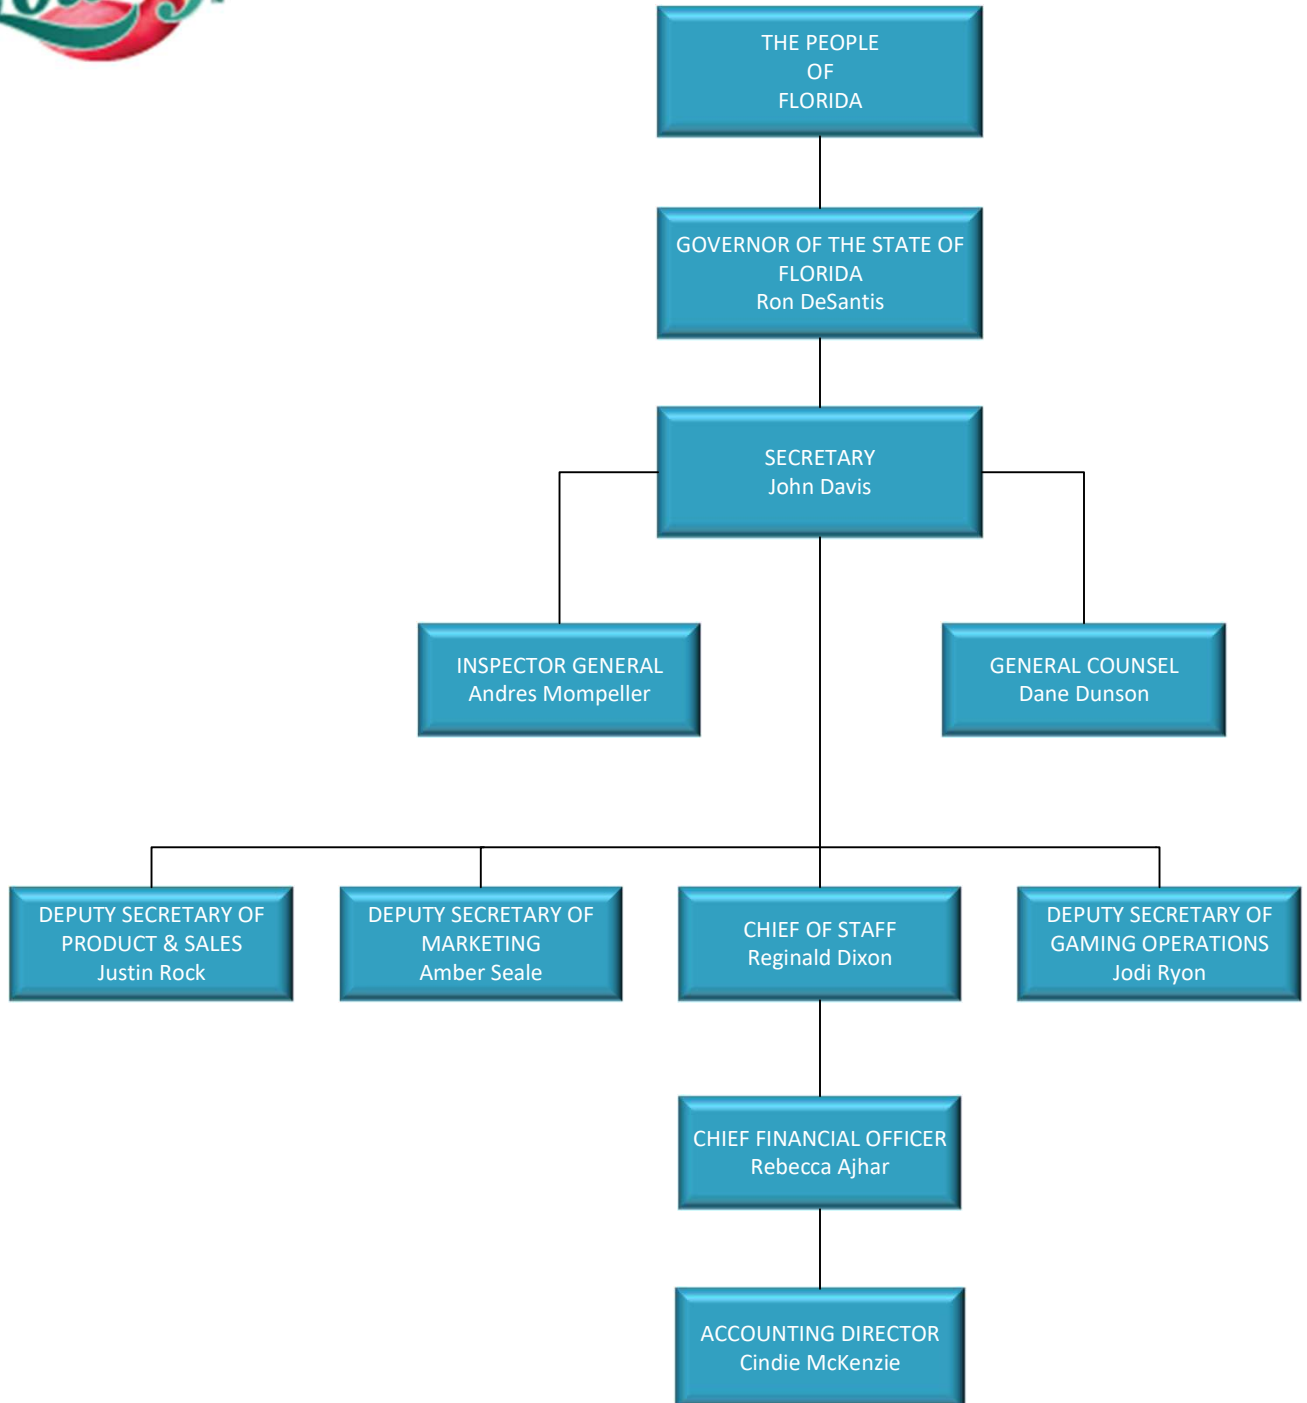 THE PEOPLE
OF
FLORIDA
GOVERNOR OF THE STATE OF
FLORIDA
Ron DeSantis
SECRETARY
John Davis
INSPECTOR GENERAL
Andres Mompeller
GENERAL COUNSEL
Dane Dunson
DEPUTY SECRETARY OF
PRODUCT & SALES
Justin Rock
DEPUTY SECRETARY OF
MARKETING
Amber Seale
CHIEF OF STAFF
Reginald Dixon
DEPUTY SECRETARY OF
GAMING OPERATIONS
Jodi Ryon
CHIEF FINANCIAL OFFICER
Rebecca Ajhar
ACCOUNTING DIRECTOR
Cindie McKenzie